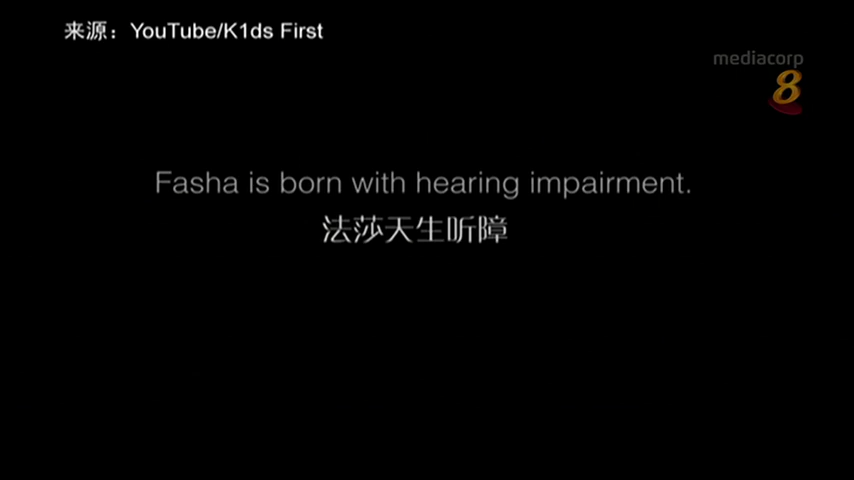 来源：YouTube/K1ds First
mediacorp
8
Fasha is born with hearing impairment.
法莎天生听障